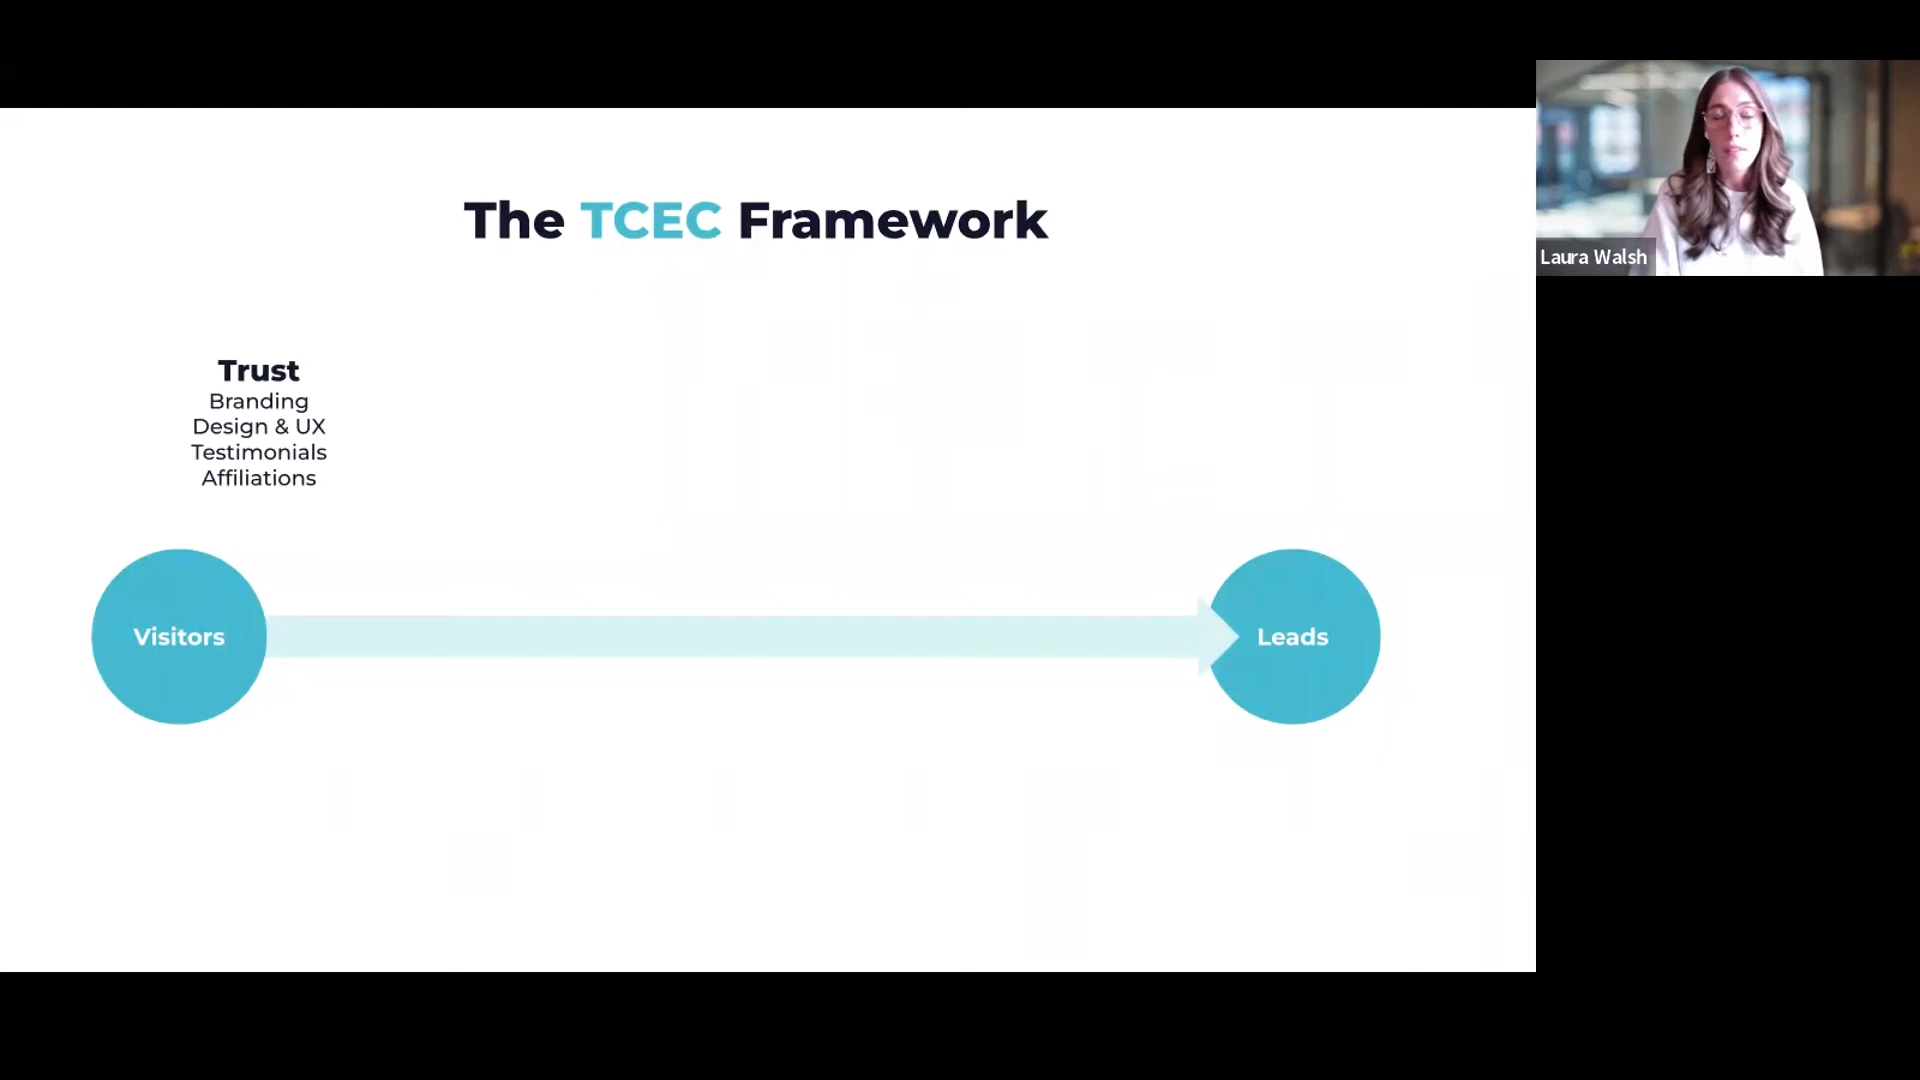 The TCEC Framework
Trust
Branding
Design & UX
Testimonials
Affiliations
Visitors
Leads
Laura Walsh